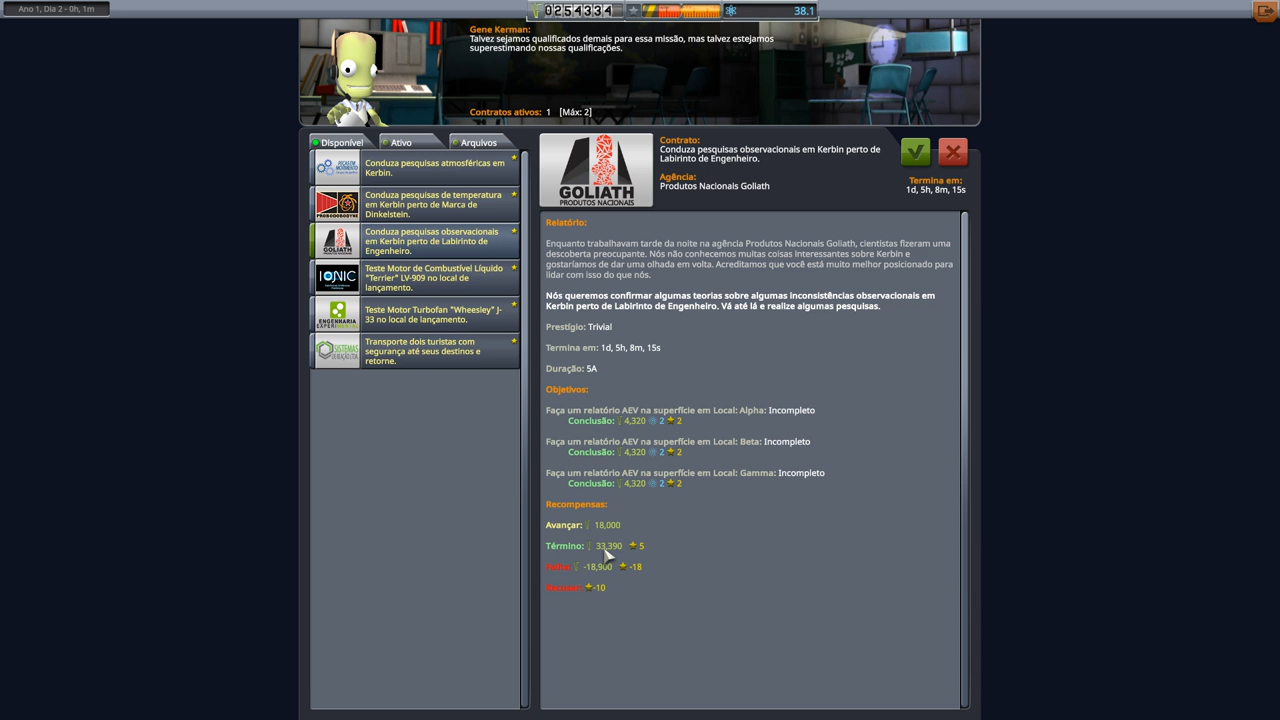 Ano 1, Dia 2 - 0h, 1m
0254334
38.1
Gene Kerman:
Talvez sejamos qualificados demais para essa missão, mas talvez estejamos
superestimando nossas qualificações.
Contratos ativos: 1 [Máx: 2]
Disponível
Ativo
Arquivos
Conduza pesquisas atmosféricas em
Kerbin.
Conduza pesquisas de temperatura
em Kerbin perto de Marca de
Dinkelstein.
Conduza pesquisas observacionais
em Kerbin perto de Labirinto de
Engenheiro.
IONIC
Teste Motor de Combustível Líquido
"Terrier" LV-909 no local de
lançamento.
ENGENHARIA
EXPERIMENTAL
Teste Motor Turbofan "Wheesley" J-
33 no local de lançamento.
SISTEMAS
Transporte dois turistas com
segurança até seus destinos e
retorne.
GOLIATH
PRODUTOS NACIONAIS
Contrato:
Conduza pesquisas observacionais em Kerbin perto de
Labirinto de Engenheiro.
Agência:
Produtos Nacionais Goliath
Termina em:
1d, 5h, 8m, 15s
Relatório:
Enquanto trabalhavam tarde da noite na agência Produtos Nacionais Goliath, cientistas fizeram uma
descoberta preocupante. Nós não conhecemos muitas coisas interessantes sobre Kerbin e
gostaríamos de dar uma olhada em volta. Acreditamos que você está muito melhor posicionado para
lidar com isso do que nós.
Nós queremos confirmar algumas teorias sobre algumas inconsistências observacionais em
Kerbin perto de Labirinto de Engenheiro. Vá até lá e realize algumas pesquisas.
Prestígio: Trivial
Termina em: 1d, 5h, 8m, 15s
Duração: 5A
Objetivos:
Faça um relatório AEV na superfície em Local: Alpha: Incompleto
Conclusão: 4,320 2 2
Faça um relatório AEV na superfície em Local: Beta: Incompleto
Conclusão: 4,320 2 2
Faça um relatório AEV na superfície em Local: Gamma: Incompleto
Conclusão: 4,320 2 2
Recompensas:
Avançar: 18,000
Término: 33,390 5
Falha: -18,900 -18
Recusar: -10